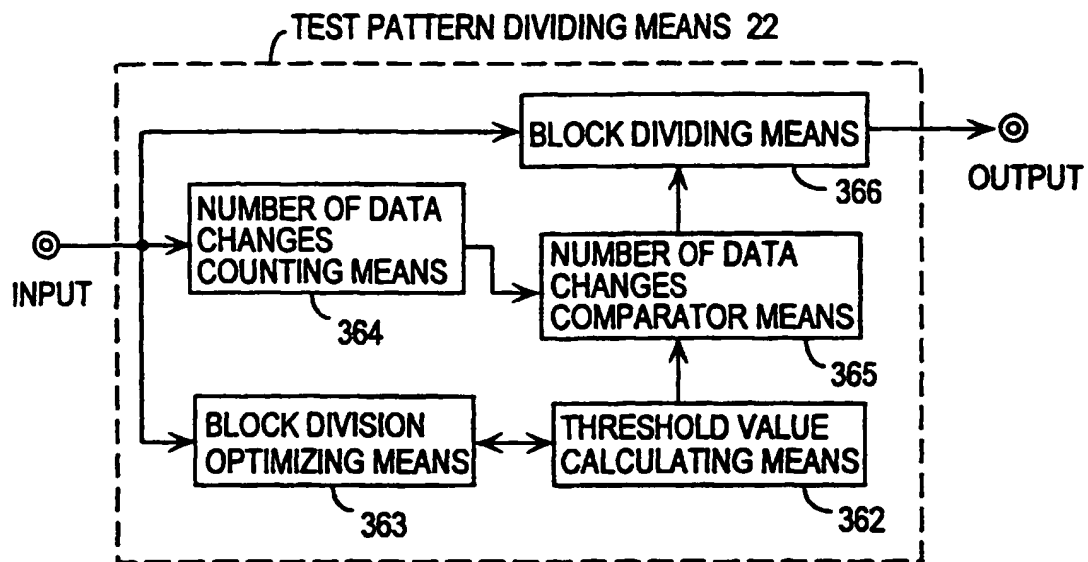 TEST PATTERN DIVIDING MEANS 22
BLOCK DIVIDING MEANS
366
OUTPUT
INPUT
NUMBER OF DATA
CHANGES
COUNTING MEANS
364
NUMBER OF DATA
CHANGES
COMPARATOR MEANS
365
BLOCK DIVISION
OPTIMIZING MEANS
363
THRESHOLD VALUE
CALCULATING MEANS
362